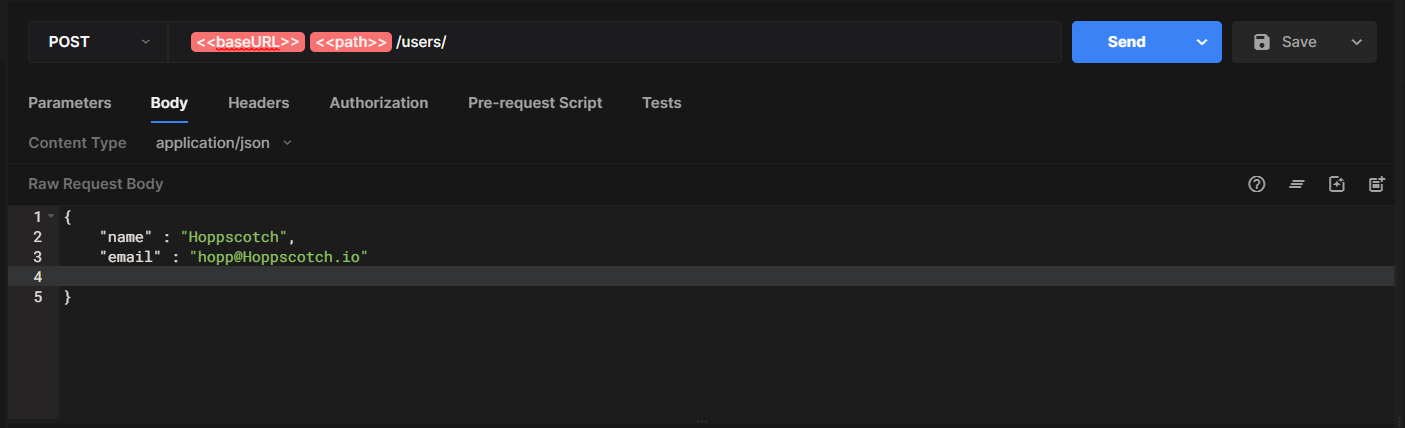 POST <<baseURL>> <<path>> /users/ Send Save
Parameters Body Headers Authorization Pre-request Script Tests
Content Type application/json
Raw Request Body
1 {
2 "name" : "Hoppscotch",
3 "email" : "hopp@Hoppscotch.io"
4
5 }